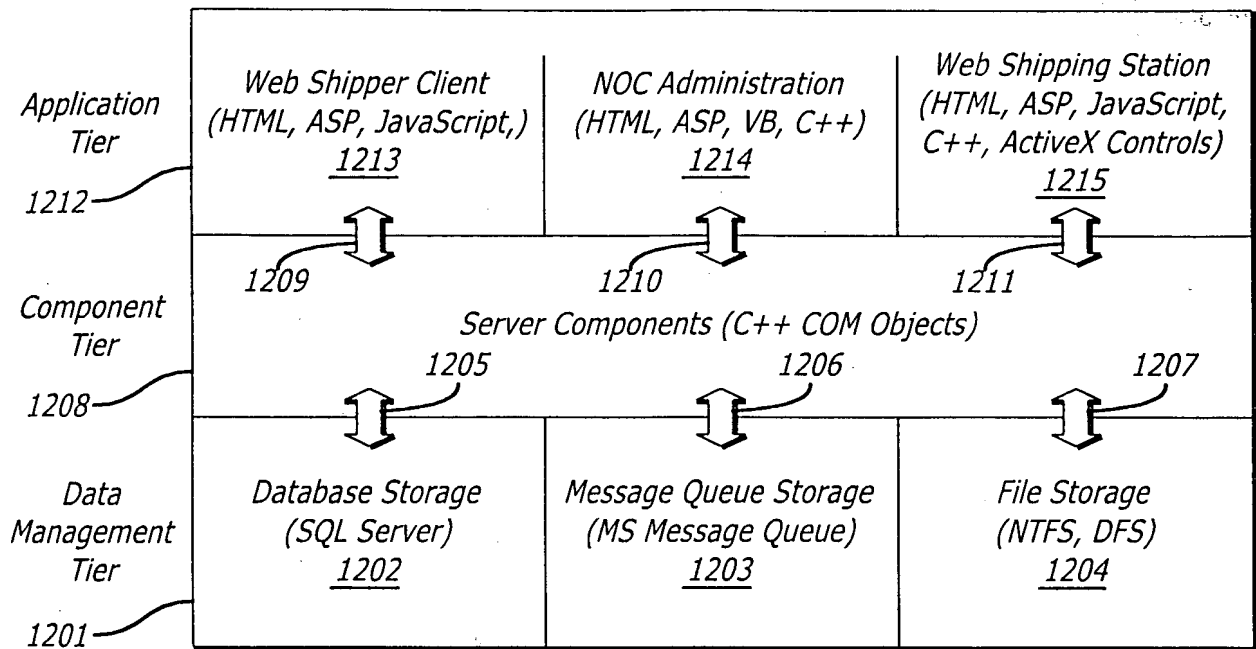 Application
Tier
1212
Web Shipper Client
(HTML, ASP, JavaScript,)
1213
NOC Administration
(HTML, ASP, VB, C++)
1214
Web Shipping Station
(HTML, ASP, JavaScript,
C++, ActiveX Controls)
1215
1209
1210
1211
Component
Tier
1208
Server Components (C++ COM Objects)
1205
1206
1207
Data
Management
Tier
1201
Database Storage
(SQL Server)
1202
Message Queue Storage
(MS Message Queue)
1203
File Storage
(NTFS, DFS)
1204